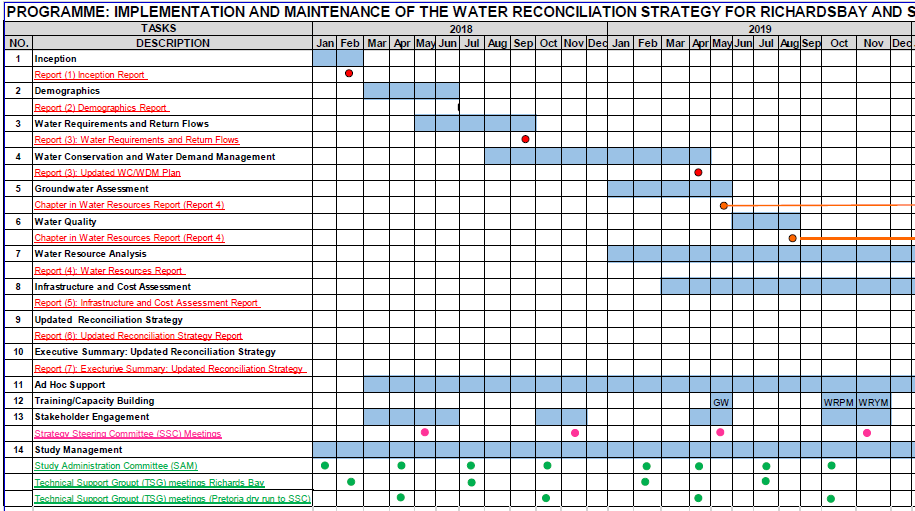 PROGRAMME: IMPLEMENTATION AND MAINTENANCE OF THE WATER RECONCILIATION STRATEGY FOR RICHARDSBAY AND S
TASKS 2018 2019
NO. DESCRIPTION Jan Feb Mar Apr May Jun Jul Aug Sep Oct Nov Dec Jan Feb Mar Apr May Jun Jul Aug Sep Oct Nov Dec
1 Inception
Report (1) Inception Report
2 Demographics
Report (2) Demographics Report
3 Water Requirements and Return Flows
Report (3): Water Requirements and Return Flows
4 Water Conservation and Water Demand Management
Report (3): Updated WC/WDM Plan
5 Groundwater Assessment
Chapter in Water Resources Report (Report 4)
6 Water Quality
Chapter in Water Resources Report (Report 4)
7 Water Resource Analysis
Report (4): Water Resources Report
8 Infrastructure and Cost Assessment
Report (5): Infrastructure and Cost Assessment Report
9 Updated Reconciliation Strategy
Report (6): Updated Reconciliation Strategy Report
10 Executive Summary: Updated Reconciliation Strategy
Report (7): Executurive Summary: Updated Reconciliation Strategy
11 Ad Hoc Support
12 Training/Capacity Building GW WRPM WRYM
13 Stakeholder Engagement
Strategy Steering Committee (SSC) Meetings
14 Study Management
Study Administration Committee (SAM)
Technical Support Groupt (TSG) meetings Richards Bay
Technical Support Groupt (TSG) meetings (Pretoria dry run to SSC)